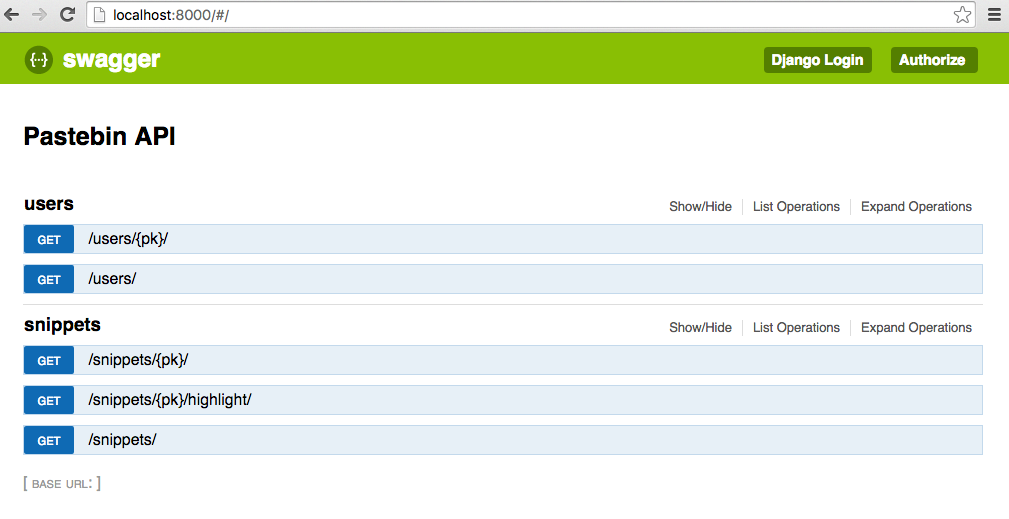 localhost:8000/#/
{··} swagger Django Login Authorize
Pastebin API
users Show/Hide List Operations Expand Operations
GET /users/{pk}/
GET /users/
snippets Show/Hide List Operations Expand Operations
GET /snippets/{pk}/
GET /snippets/{pk}/highlight/
GET /snippets/
[ BASE URL: ]